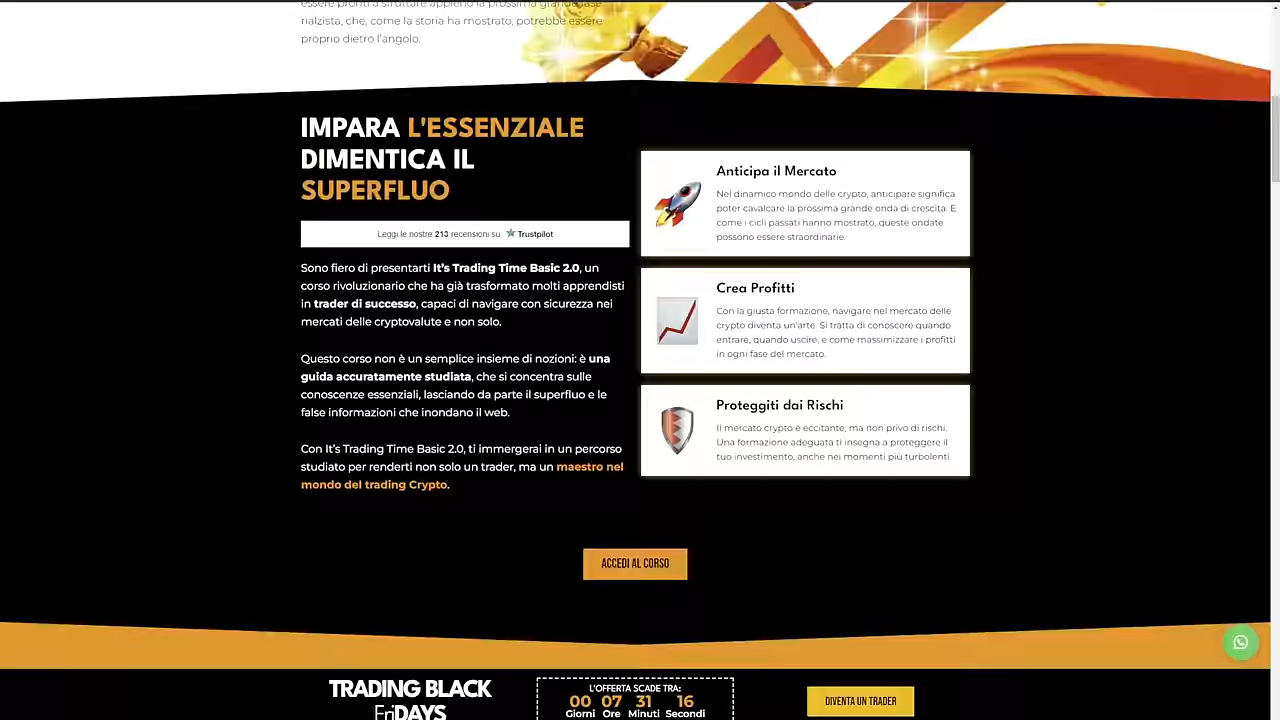 essere pronti a sfruttare appieno la prossima grande fase
rialzista, che, come la storia ha mostrato, potrebbe essere
proprio dietro l'angolo.
IMPARA L'ESSENZIALE
DIMENTICA IL
SUPERFLUO
Leggi le nostre 213 recensioni su Trustpilot
Sono fiero di presentarti It's Trading Time Basic 2.0, un
corso rivoluzionario che ha già trasformato molti apprendisti
in trader di successo, capaci di navigare con sicurezza nei
mercati delle cryptovalute e non solo.
Questo corso non è un semplice insieme di nozioni: è una
guida accuratamente studiata, che si concentra sulle
conoscenze essenziali, lasciando da parte il superfluo e le
false informazioni che inondano il web.
Con It's Trading Time Basic 2.0, ti immergerai in un percorso
studiato per renderti non solo un trader, ma un maestro nel
mondo del trading Crypto.
Anticipa il Mercato
Nel dinamico mondo delle crypto, anticipare significa
poter cavalcare la prossima grande onda di crescita. E
come i cicli passati hanno mostrato, queste ondate
possono essere straordinarie.
Crea Profitti
Con la giusta formazione, navigare nel mercato delle
crypto diventa un'arte. Si tratta di conoscere quando
entrare, quando uscire, e come massimizzare i profitti
in ogni fase del mercato.
Proteggiti dai Rischi
Il mercato crypto è eccitante, ma non privo di rischi.
Una formazione adeguata ti insegna a proteggere il
tuo investimento, anche nei momenti più turbolenti.
ACCEDI AL CORSO
TRADING BLACK
FriDAYS
L'OFFERTA SCADE TRA:
00 07 31 16
Giorni Ore Minuti Secondi
DIVENTA UN TRADER